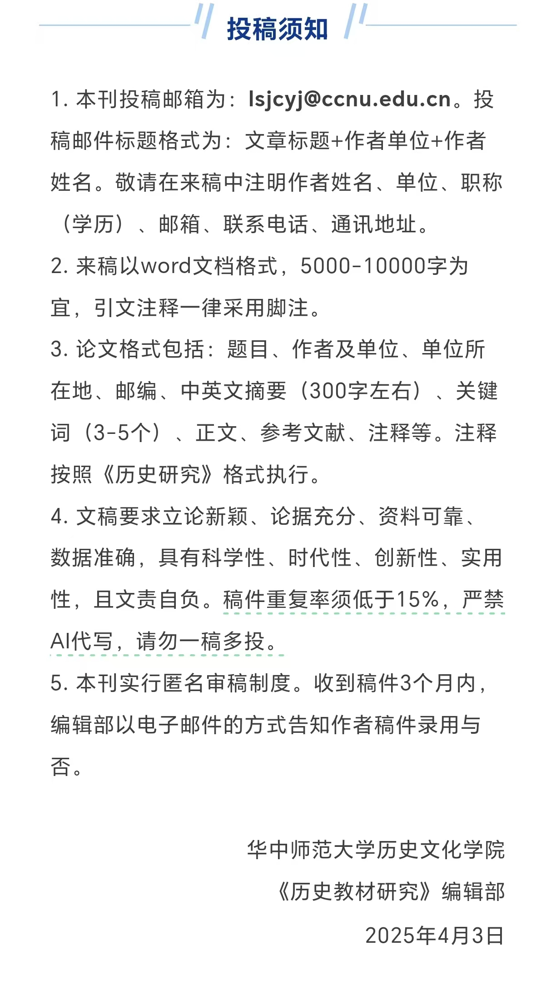 投稿须知
1. 本刊投稿邮箱为：lsjcyj@ccnu.edu.cn。投
稿邮件标题格式为：文章标题+作者单位+作者
姓名。敬请在来稿中注明作者姓名、单位、职称
（学历）、邮箱、联系电话、通讯地址。
2. 来稿以word文档格式，5000-10000字为
宜，引文注释一律采用脚注。
3. 论文格式包括：题目、作者及单位、单位所
在地、邮编、中英文摘要（300字左右）、关键
词（3-5个）、正文、参考文献、注释等。注释
按照《历史研究》格式执行。
4. 文稿要求立论新颖、论据充分、资料可靠、
数据准确，具有科学性、时代性、创新性、实用
性，且文责自负。稿件重复率须低于15%，严禁
AI代写，请勿一稿多投。
5. 本刊实行匿名审稿制度。收到稿件3个月内，
编辑部以电子邮件的方式告知作者稿件录用与
否。
华中师范大学历史文化学院
《历史教材研究》编辑部
2025年4月3日